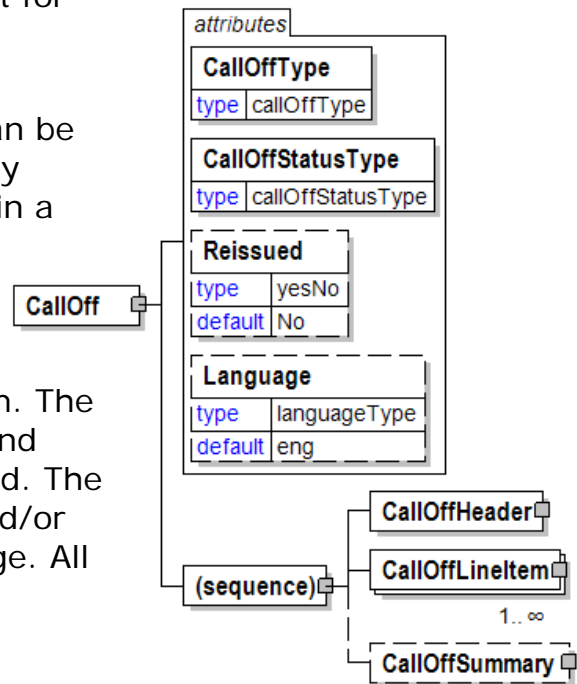 t for
an be
y
in a
n. The
nd
d. The
d/or
ge. All
attributes
CallOffType
type callOffType
CallOffStatusType
type callOffStatusType
Reissued
type yesNo
default No
Language
type languageType
default eng
CallOff
(sequence)
CallOffHeader
CallOffLineItem
1.. ∞
CallOffSummary